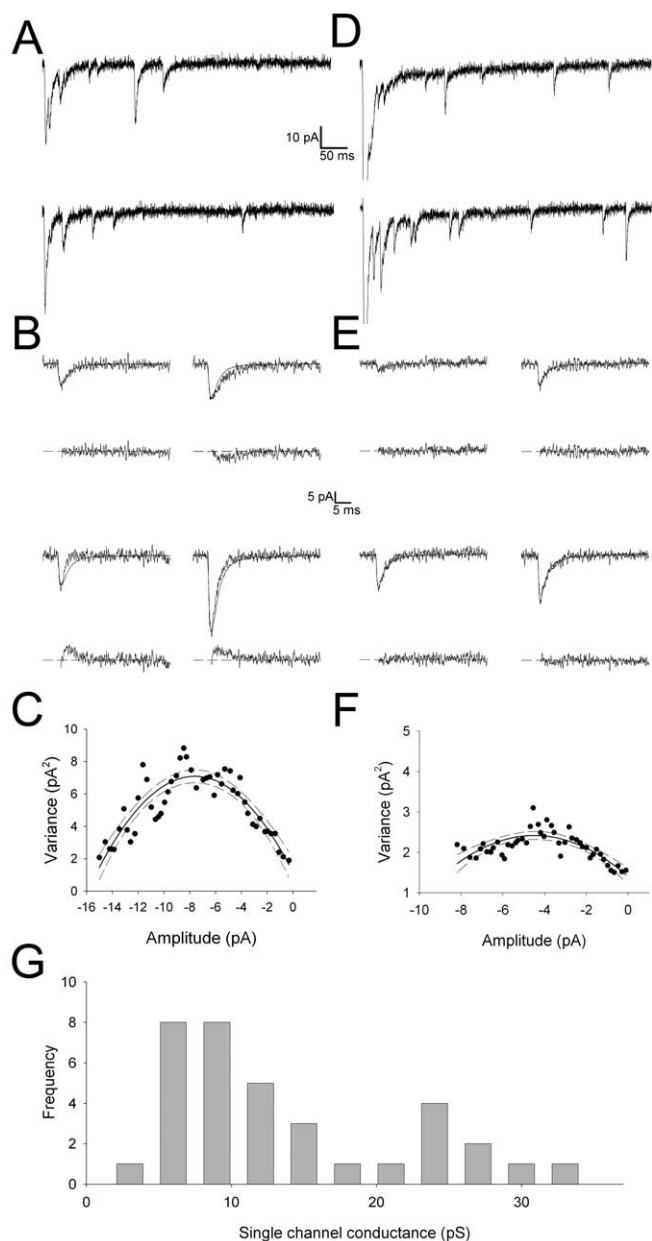 A
D
10 pA
50 ms
B
E
5 pA
5 ms
C
F
10
8
6
4
2
0
Variance (pA²)
-16 -14 -12 -10 -8 -6 -4 -2 0
Amplitude (pA)
5
4
3
2
1
Variance (pA²)
-10 -8 -6 -4 -2 0
Amplitude (pA)
G
10
8
6
4
2
0
Frequency
0 10 20 30
Single channel conductance (pS)